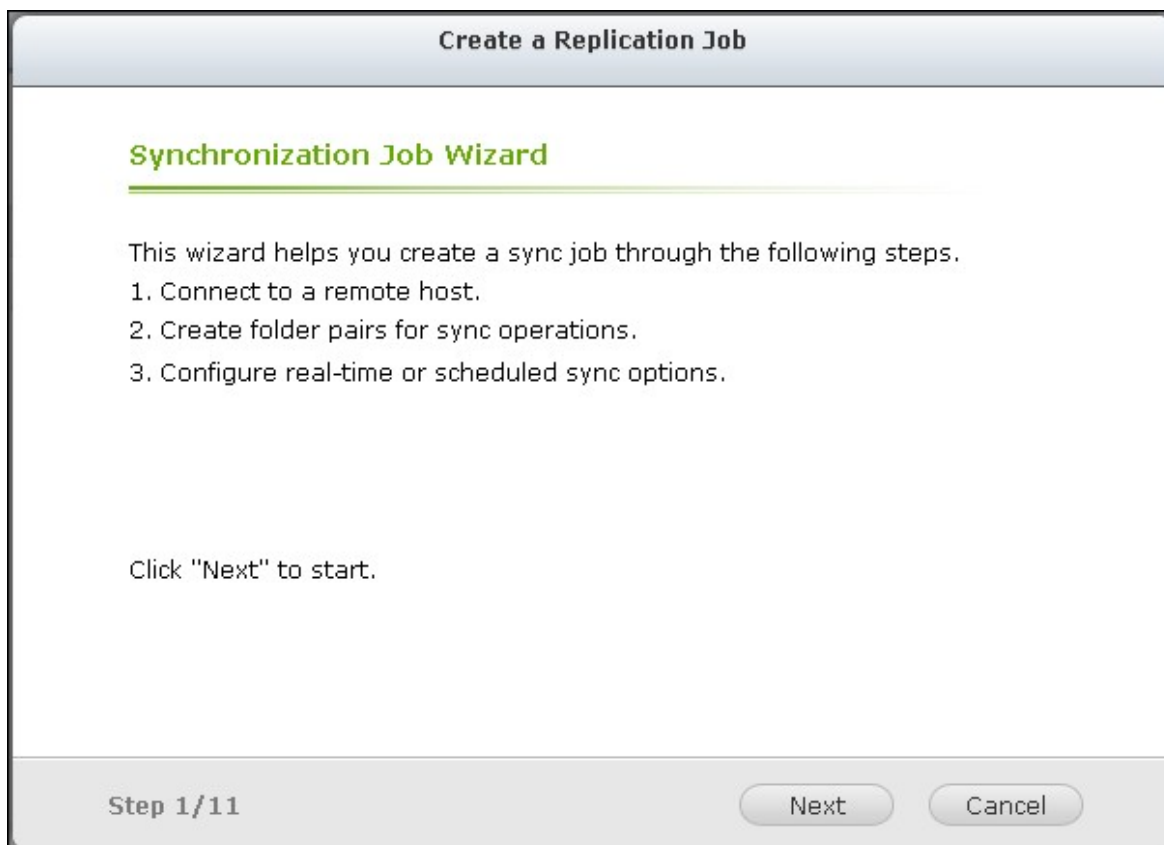 Create a Replication Job
Synchronization Job Wizard
This wizard helps you create a sync job through the following steps.
1. Connect to a remote host.
2. Create folder pairs for sync operations.
3. Configure real-time or scheduled sync options.
Click "Next" to start.
Step 1/11
Next
Cancel